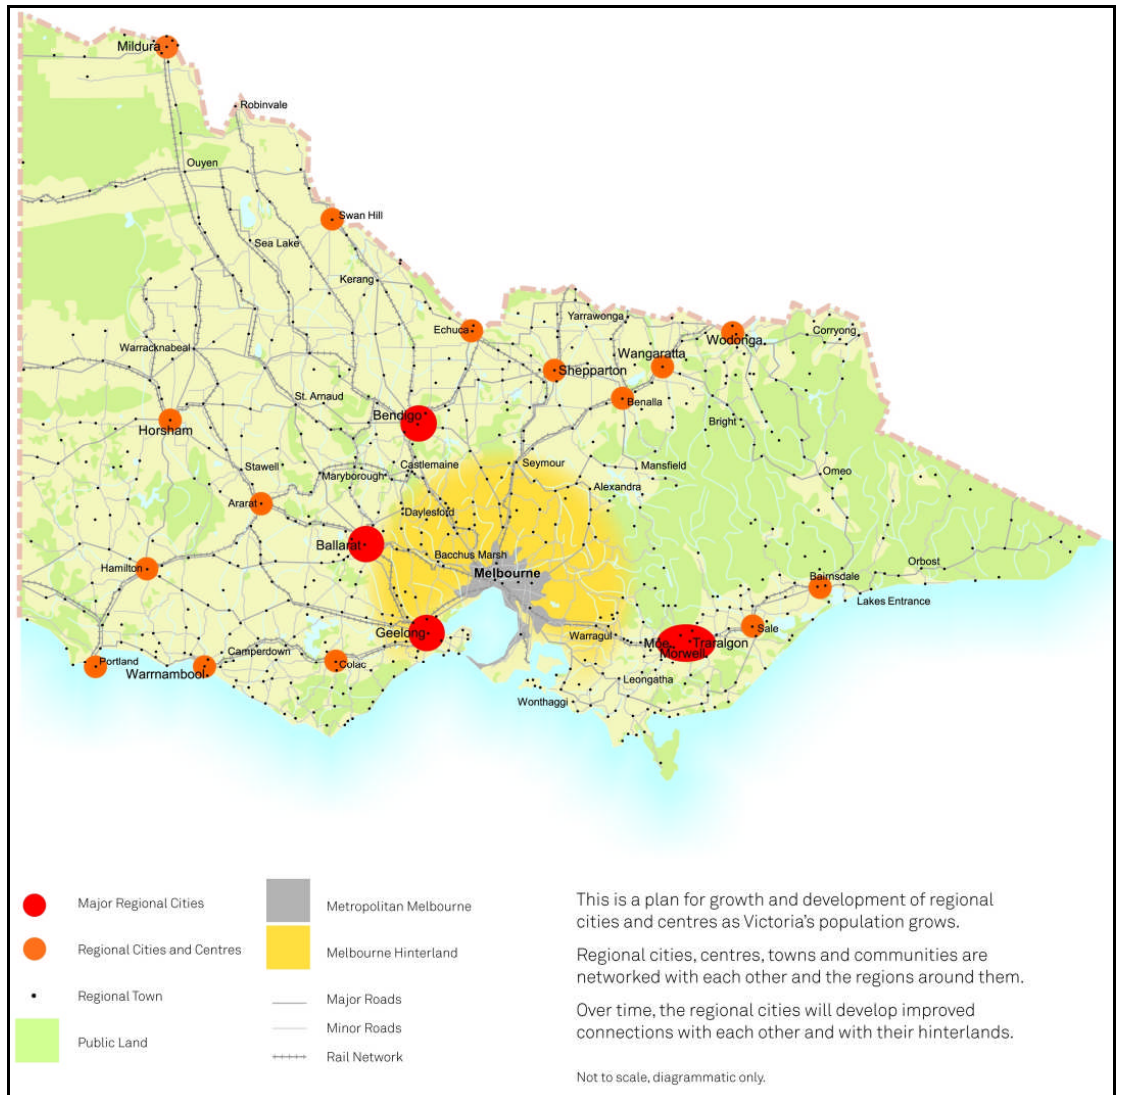 Mildura
Robinvale
Ouyen
Swan Hill
Sea Lake
Kerang
Echuca
Yarrawonga
Wodonga
Corryong
Warracknabeal
Wangaratta
Shepparton
St. Arnaud
Benalla
Bendigo
Bright
Horsham
Stawell
Castlemaine
Seymour
Mansfield
Maryborough
Omeo
Alexandra
Ararat
Daylesford
Ballarat
Bacchus Marsh
Hamilton
Melbourne
Orbost
Bairnsdale
Lakes Entrance
Geelong
Warragul
Sale
Moe
Traralgon
Morwell
Camperdown
Portland
Colac
Warrnambool
Leongatha
Wonthaggi
Major Regional Cities
Regional Cities and Centres
Regional Town
Public Land
Metropolitan Melbourne
Melbourne Hinterland
Major Roads
Minor Roads
Rail Network
This is a plan for growth and development of regional
cities and centres as Victoria's population grows.
Regional cities, centres, towns and communities are
networked with each other and the regions around them.
Over time, the regional cities will develop improved
connections with each other and with their hinterlands.
Not to scale, diagrammatic only.